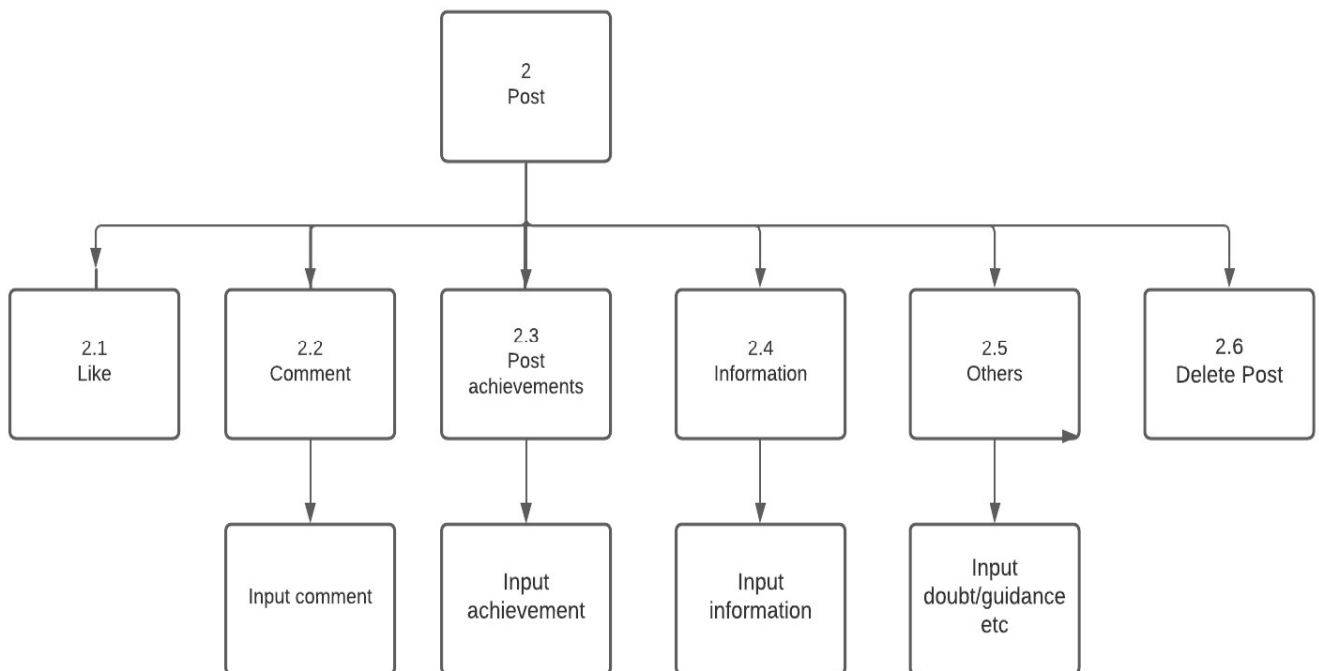 2
Post
2.1
Like
2.2
Comment
2.3
Post
achievements
2.4
Information
2.5
Others
2.6
Delete Post
Input comment
Input
achievement
Input
information
Input
doubt/guidance
etc